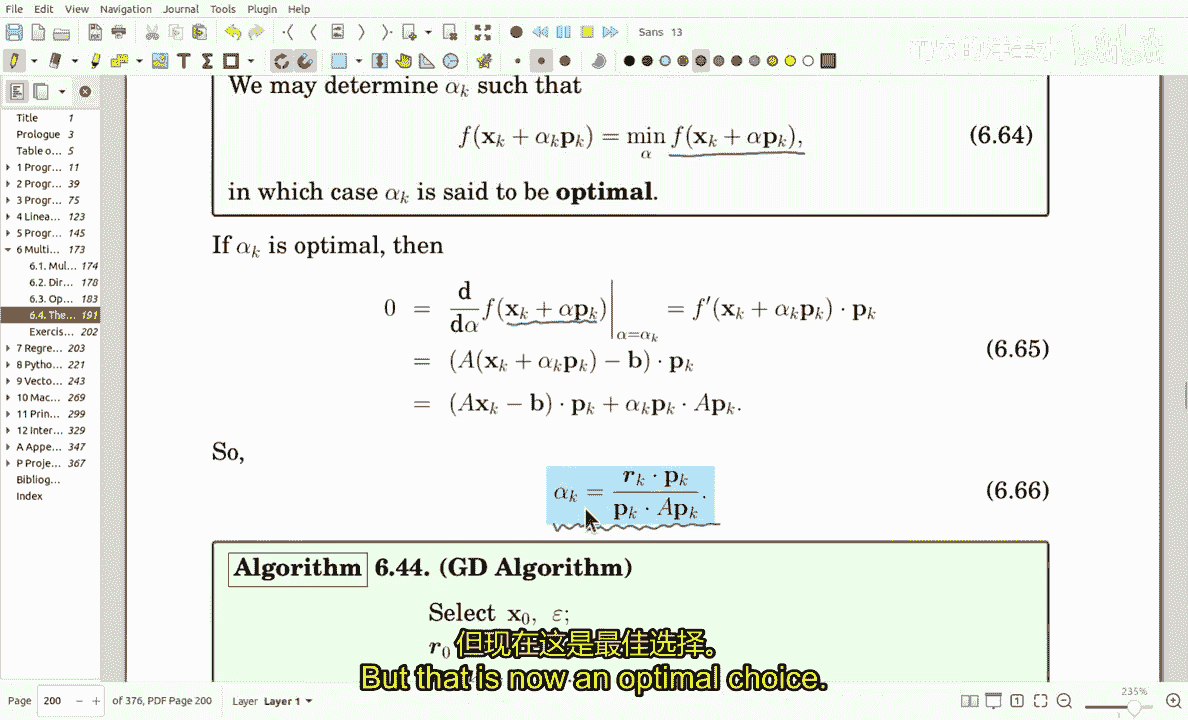 File Edit View Navigation Journal Tools Plugin Help
Sans 13
Title 1
Prologue 3
Table o... 5
1 Progr... 11
2 Progr... 39
3 Progr... 75
4 Linea... 123
5 Progr... 145
6 Multi... 173
6.1. Mul... 174
6.2. Dir... 178
6.3. Op... 183
6.4. The... 191
Exercis... 202
7 Regre... 203
8 Pytho... 221
9 Vecto... 243
10 Mac... 269
11 Prin... 299
12 Inter... 329
A Appe... 347
P Proje... 367
Bibliog...
Index
We may determine αₖ such that
f(xₖ + αₖpₖ) = min_α f(xₖ + αpₖ), (6.64)
in which case αₖ is said to be optimal.
If αₖ is optimal, then
0 = d/dα f(xₖ + αpₖ)|_{α=αₖ} = f′(xₖ + αₖpₖ) · pₖ
= (A(xₖ + αₖpₖ) − b) · pₖ (6.65)
= (Axₖ − b) · pₖ + αₖpₖ · Apₖ.
So,
αₖ = (rₖ · pₖ) / (pₖ · Apₖ). (6.66)
Algorithm 6.44. (GD Algorithm)
Select x₀, ε;
r₀
但现在这是最佳选择。
But that is now an optimal choice.
Page 200 of 376, PDF Page 200 Layer Layer 1 235%